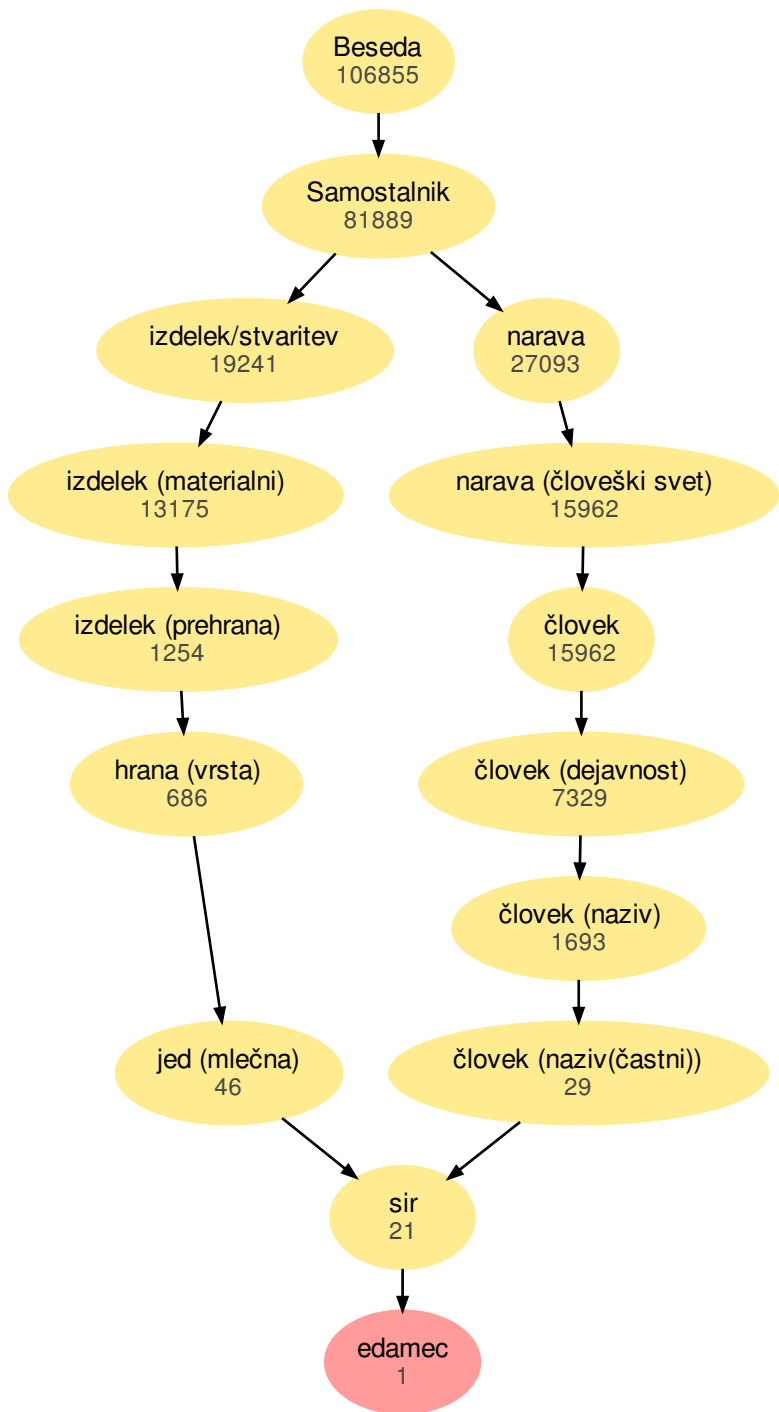 Beseda
106855
Samostalnik
81889
izdelek/stvaritev
19241
narava
27093
izdelek (materialni)
13175
narava (človeški svet)
15962
izdelek (prehrana)
1254
človek
15962
hrana (vrsta)
686
človek (dejavnost)
7329
človek (naziv)
1693
jed (mlečna)
46
človek (naziv(častni))
29
sir
21
edamec
1